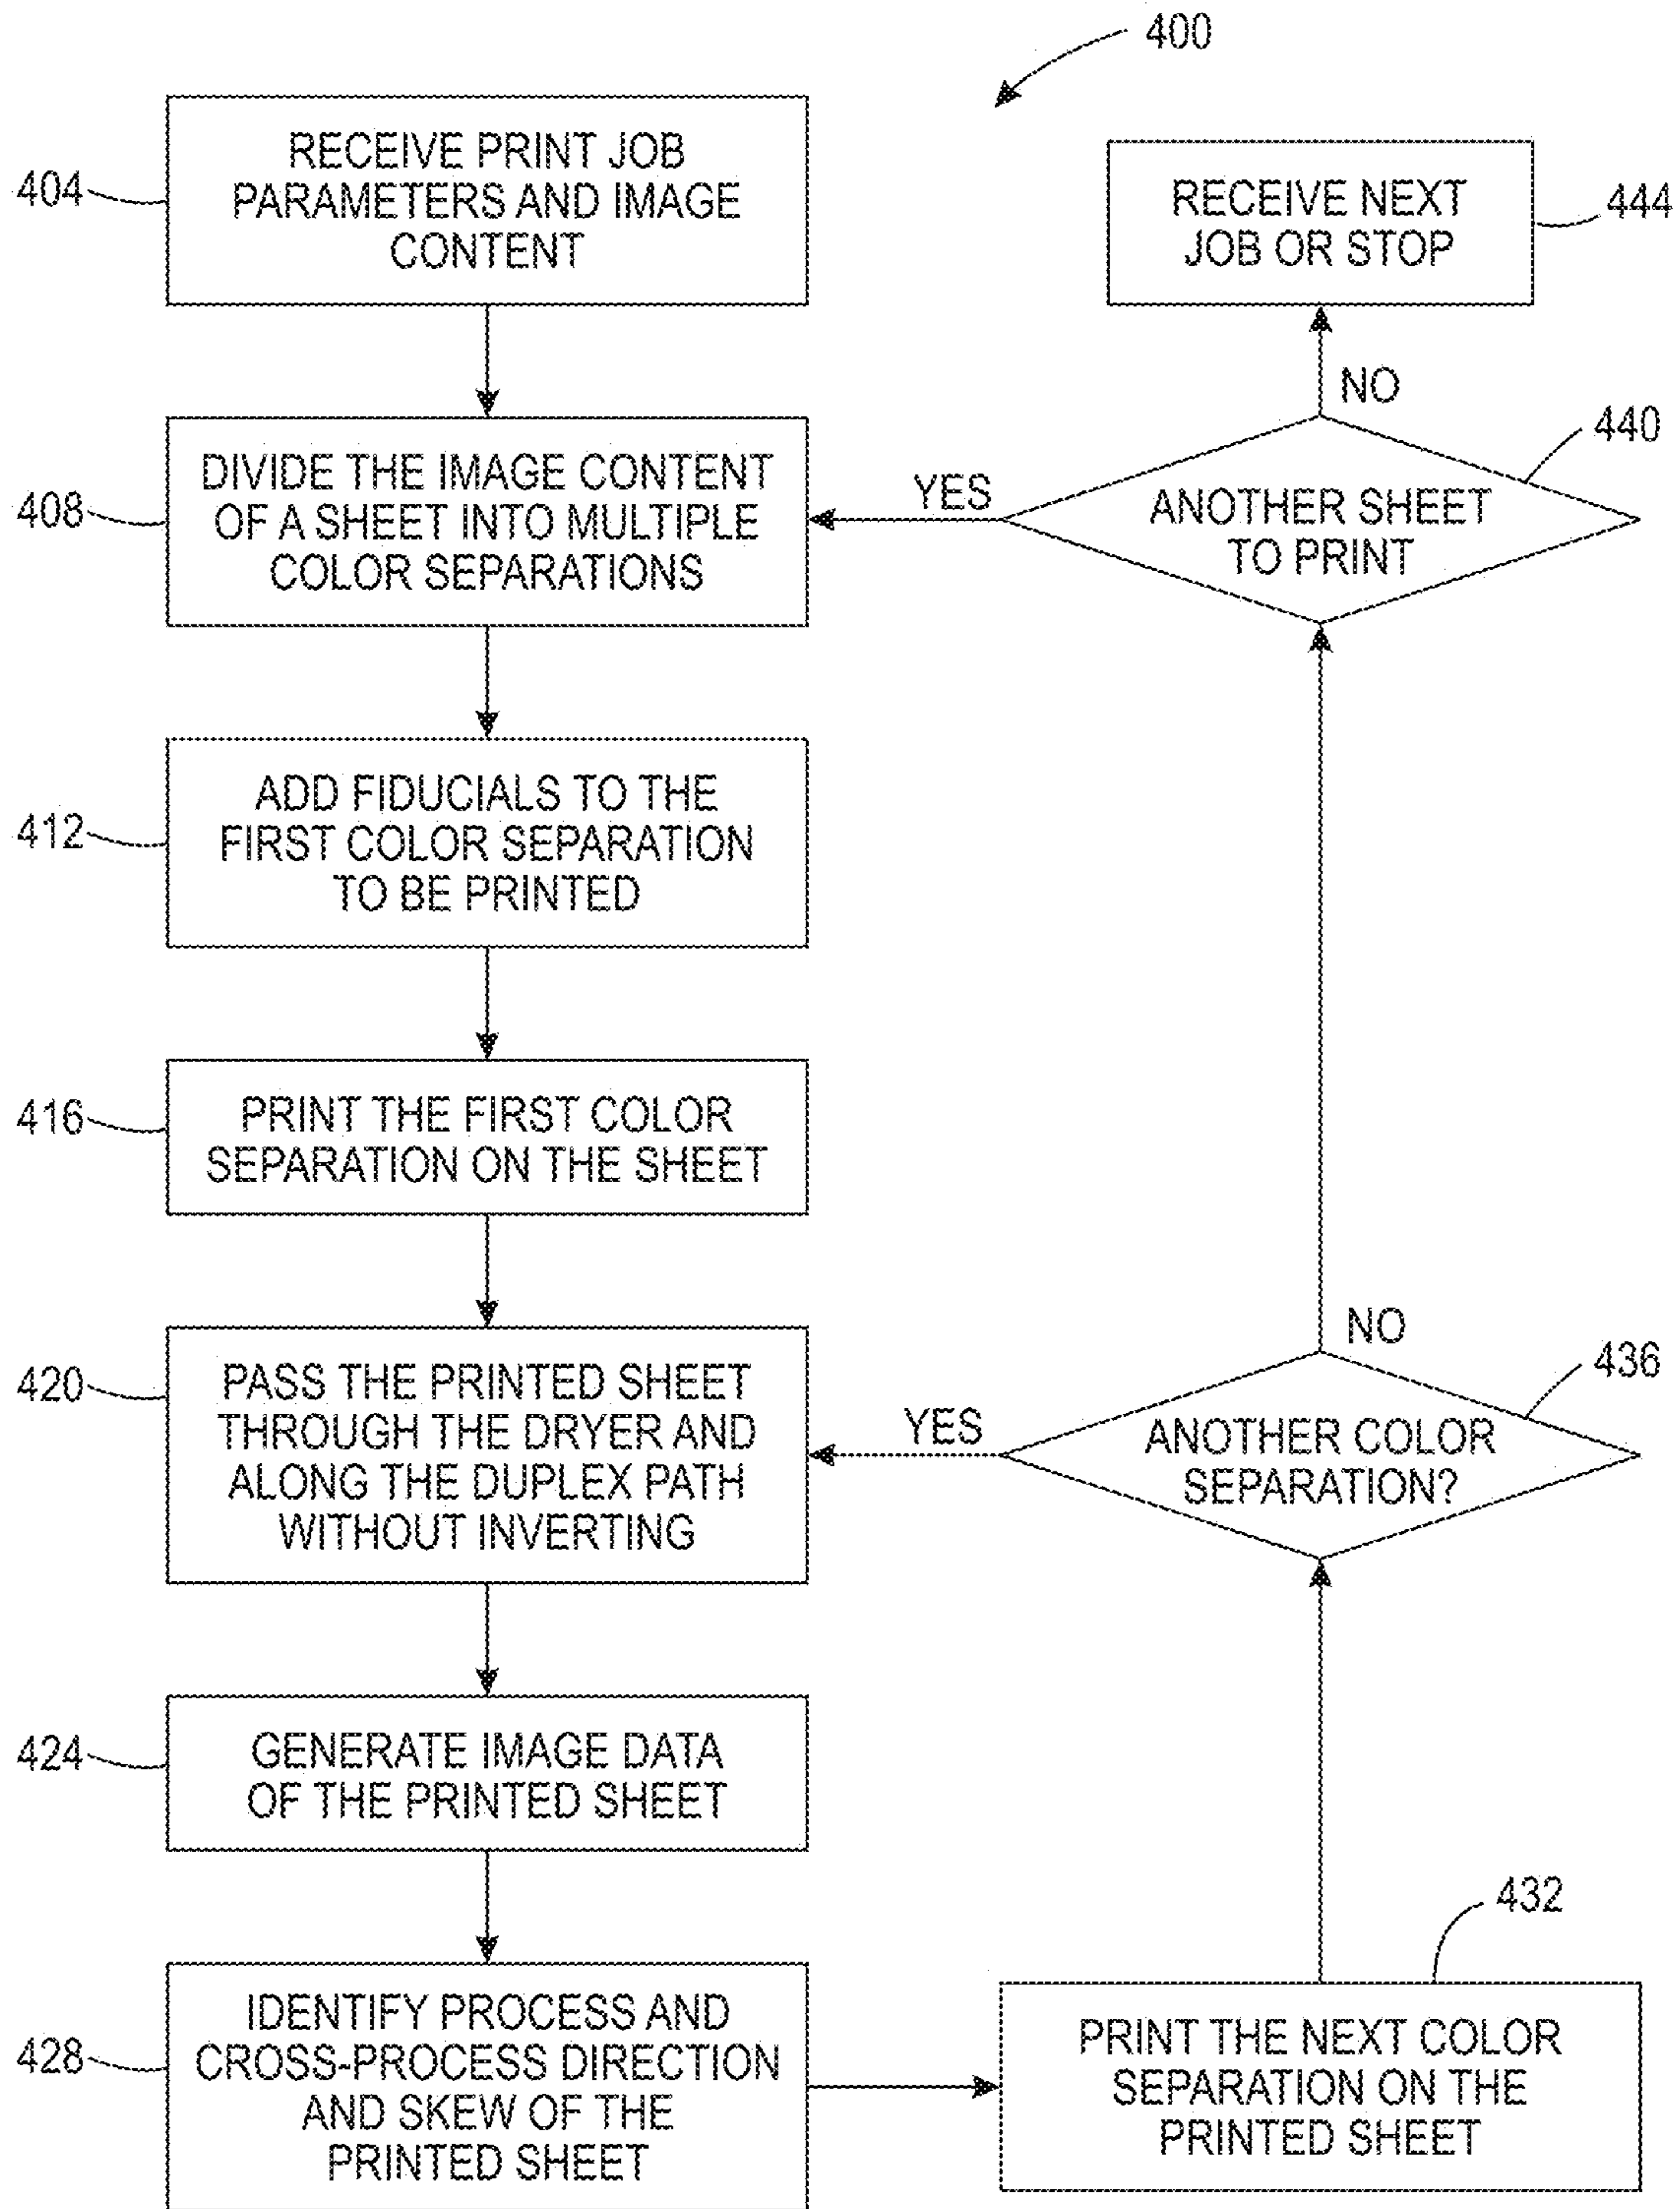 400
404
RECEIVE PRINT JOB
PARAMETERS AND IMAGE
CONTENT
RECEIVE NEXT
JOB OR STOP
444
NO
440
408
DIVIDE THE IMAGE CONTENT
OF A SHEET INTO MULTIPLE
COLOR SEPARATIONS
YES
ANOTHER SHEET
TO PRINT
412
ADD FIDUCIALS TO THE
FIRST COLOR SEPARATION
TO BE PRINTED
416
PRINT THE FIRST COLOR
SEPARATION ON THE SHEET
NO
436
420
PASS THE PRINTED SHEET
THROUGH THE DRYER AND
ALONG THE DUPLEX PATH
WITHOUT INVERTING
YES
ANOTHER COLOR
SEPARATION?
424
GENERATE IMAGE DATA
OF THE PRINTED SHEET
432
428
IDENTIFY PROCESS AND
CROSS-PROCESS DIRECTION
AND SKEW OF THE
PRINTED SHEET
PRINT THE NEXT COLOR
SEPARATION ON THE
PRINTED SHEET